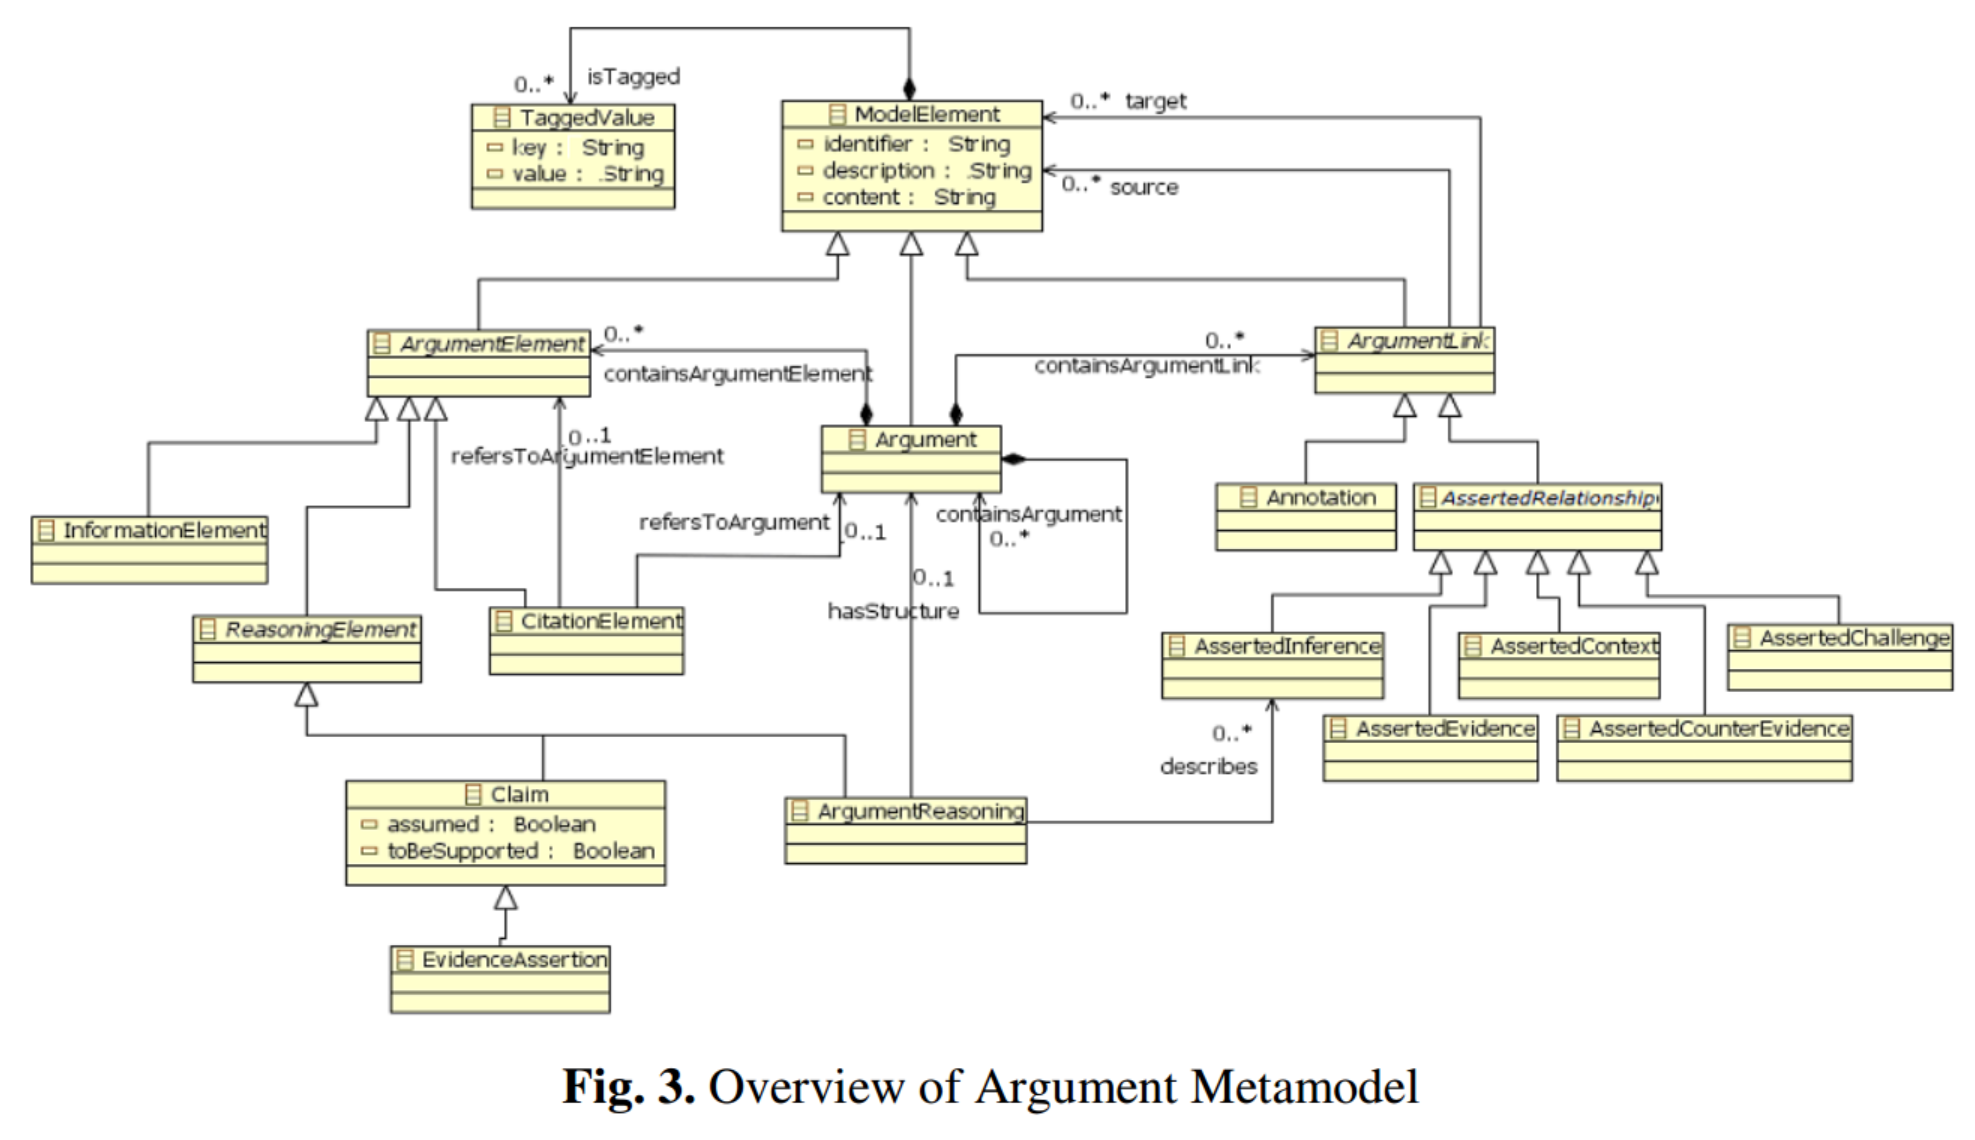 0..* isTagged
TaggedValue
key : String
value : String
ModelElement
identifier : String
description : String
content : String
0..* target
0..* source
ArgumentElement
0..*
containsArgumentElement
0..*
containsArgumentLink
ArgumentLink
Argument
0..1
refersToArgumentElement
refersToArgument
0..1
containsArgument
0..*
0..1
hasStructure
Annotation
AssertedRelationship
InformationElement
ReasoningElement
CitationElement
AssertedInference
AssertedContext
AssertedChallenge
AssertedEvidence
AssertedCounterEvidence
0..*
describes
Claim
assumed : Boolean
toBeSupported : Boolean
ArgumentReasoning
EvidenceAssertion
Fig. 3. Overview of Argument Metamodel